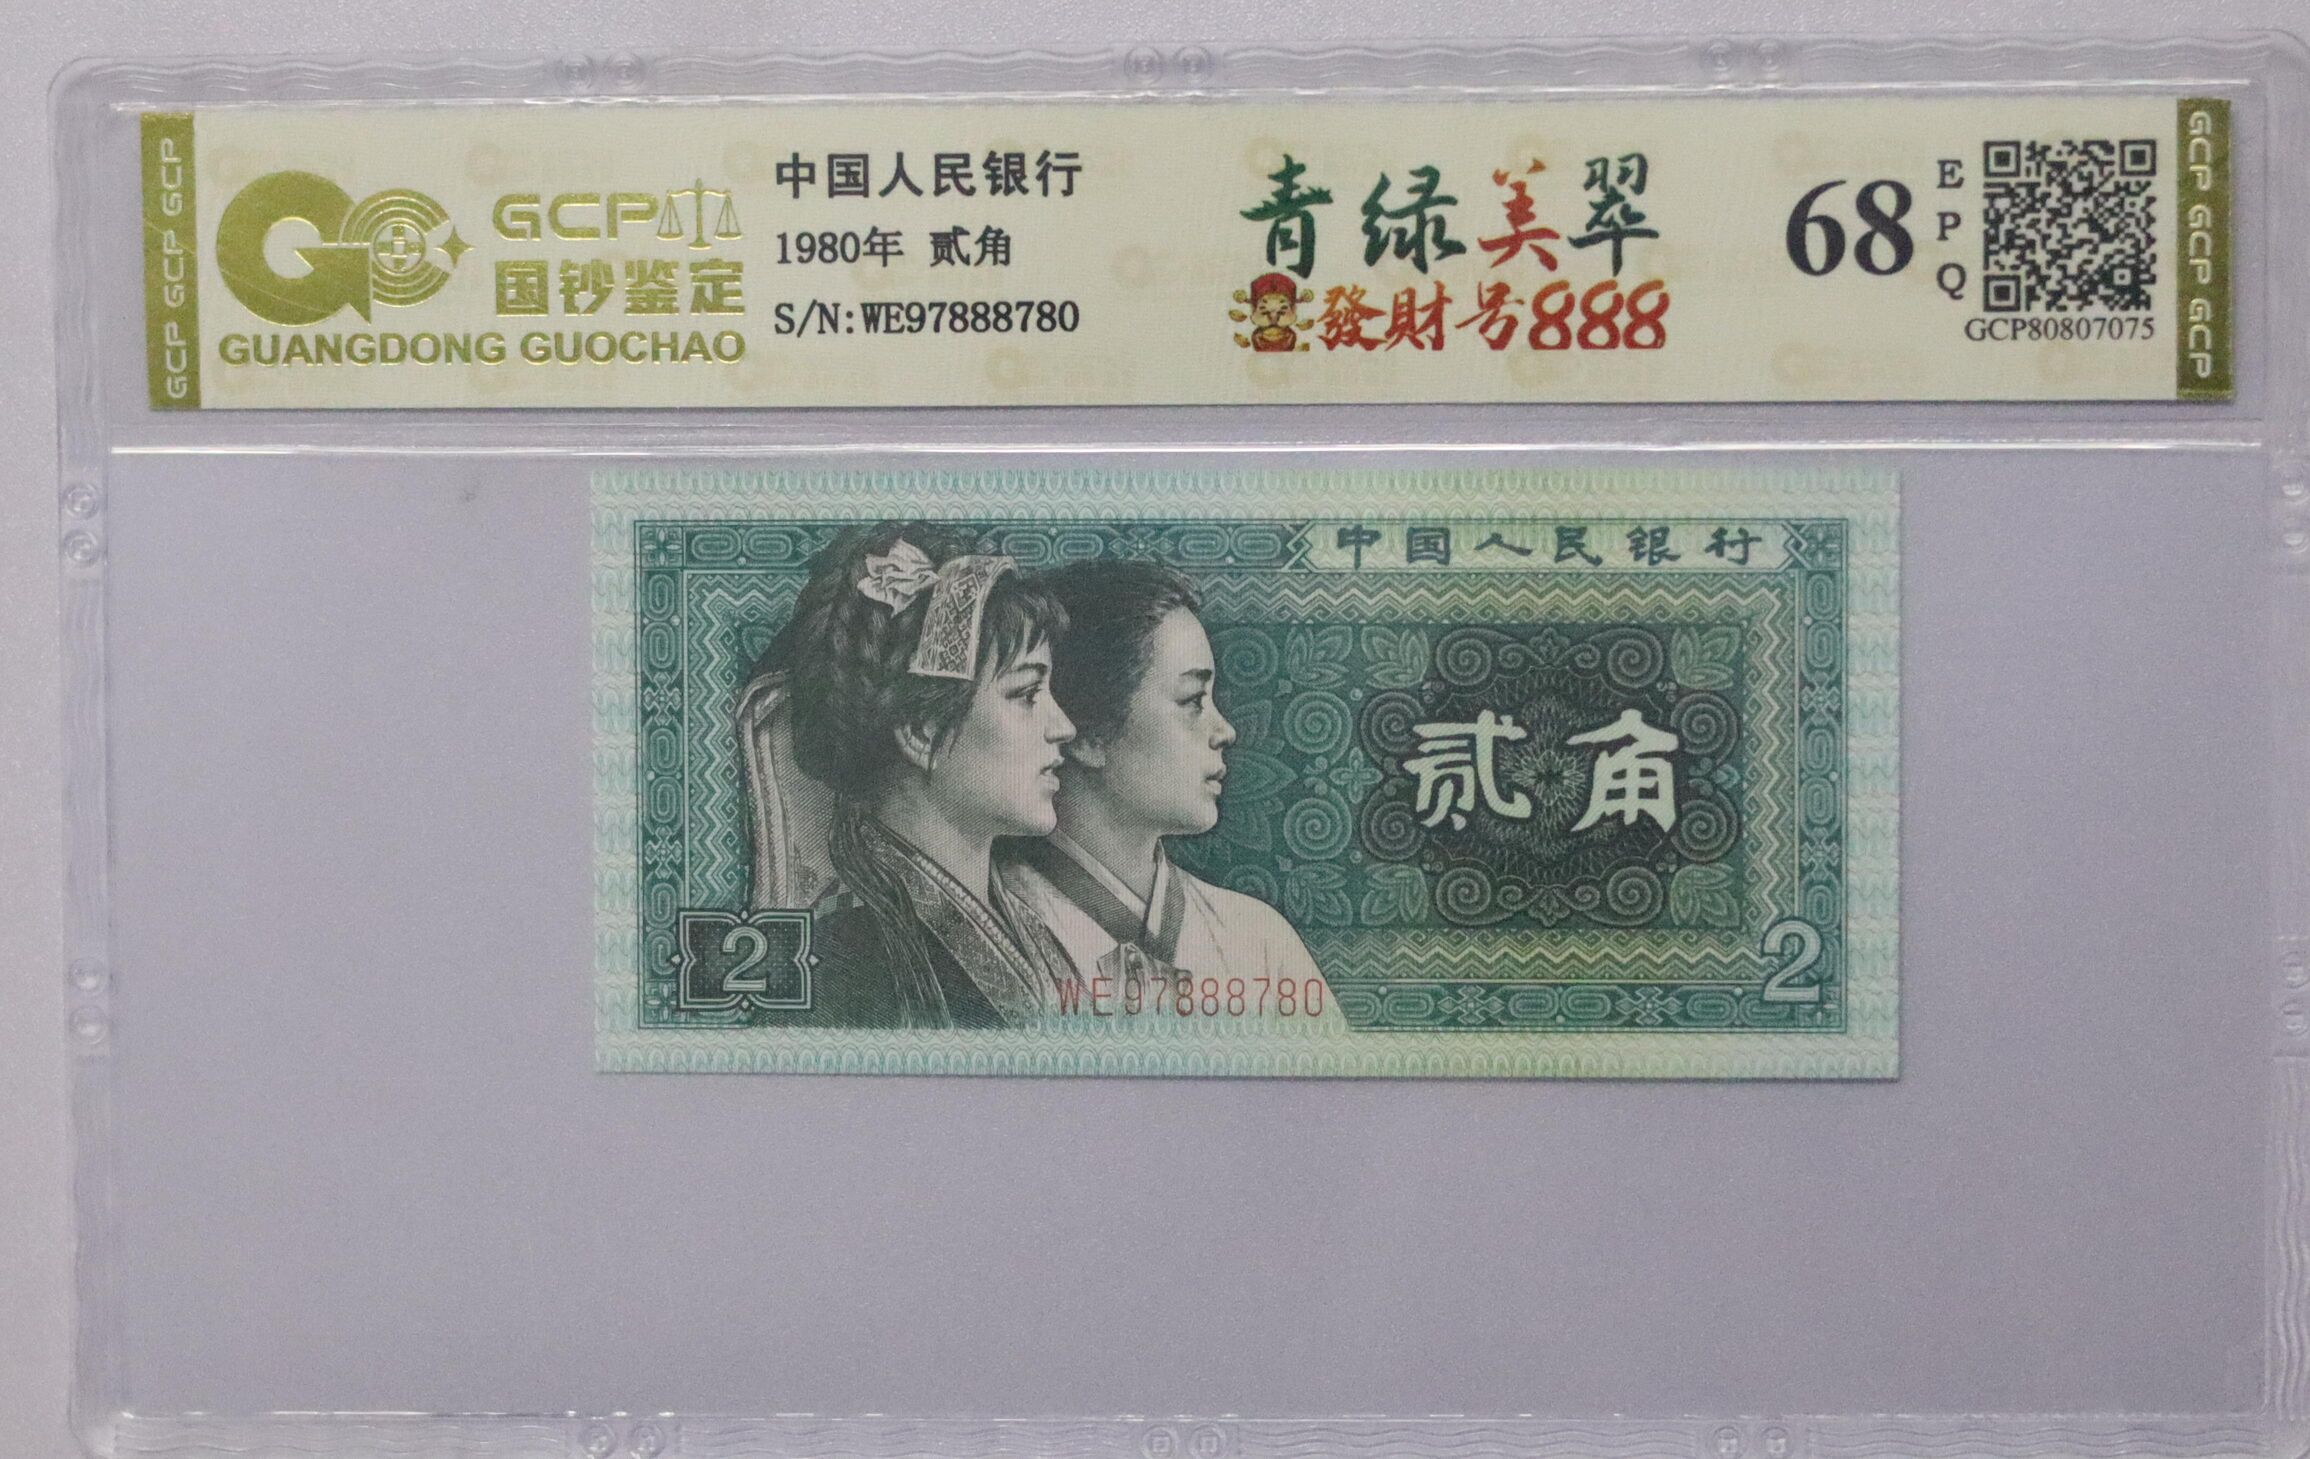 GCP GCP GCP
GCP
国钞鉴定
GUANGDONG GUOCHAO
中国人民银行
1980年 贰角
S/N:WE97888780
青绿美翠
發財号888
68
EPQ
GCP80807075
GCP GCP GCP
中国人民银行
贰角
2
WE97888780
2